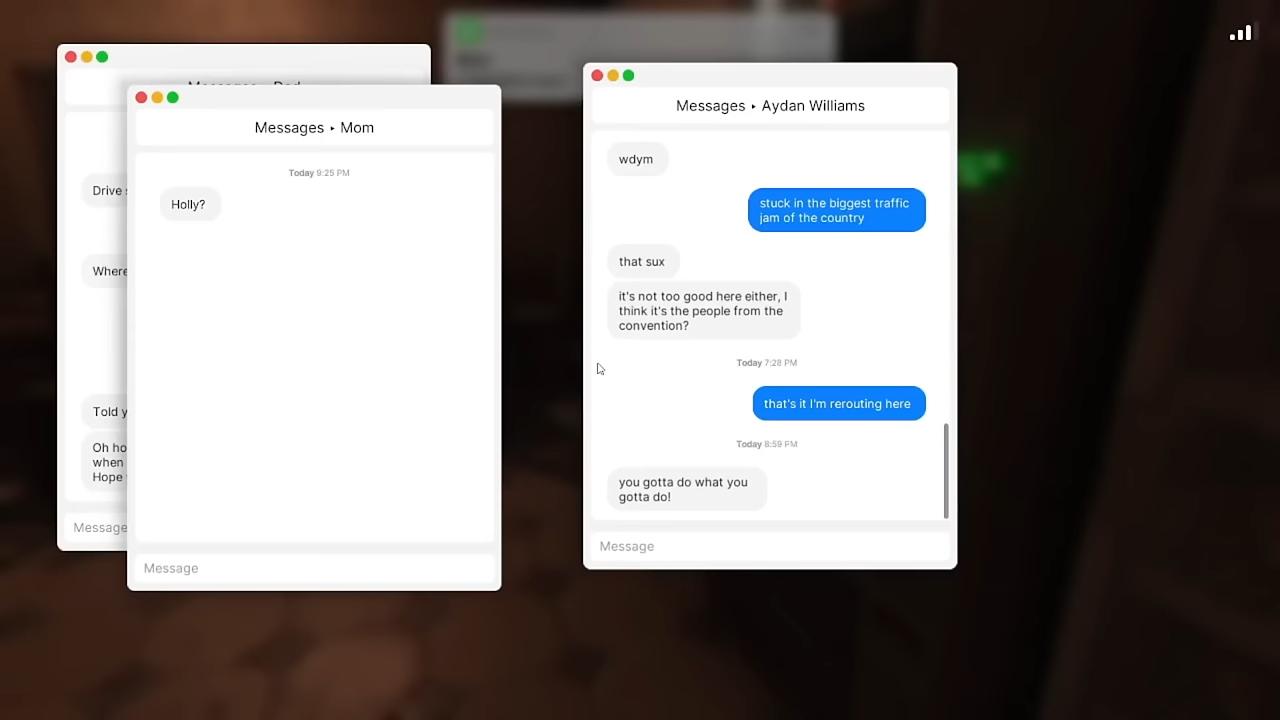 Messages ▸ Mom
Today 9:25 PM
Holly?
Message
Drive
Where
Told
Oh
when
Hope
Message
Messages ▸ Aydan Williams
wdym
stuck in the biggest traffic
jam of the country
that sux
it's not too good here either, I
think it's the people from the
convention?
Today 7:28 PM
that's it I'm rerouting here
Today 8:59 PM
you gotta do what you
gotta do!
Message